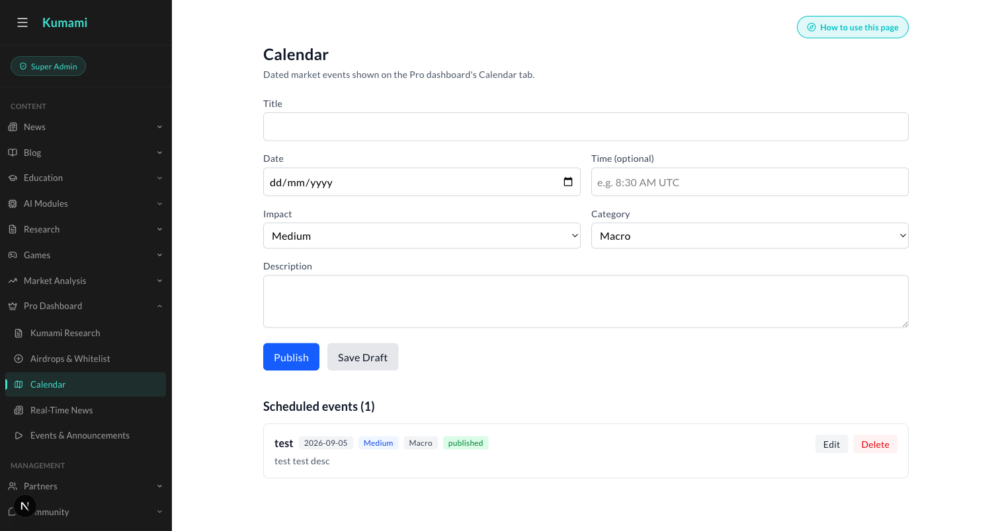 Kumami
Super Admin
CONTENT
News
Blog
Education
AI Modules
Research
Games
Market Analysis
Pro Dashboard
Kumami Research
Airdrops & Whitelist
Calendar
Real-Time News
Events & Announcements
MANAGEMENT
Partners
N
mmunity
How to use this page
Calendar
Dated market events shown on the Pro dashboard's Calendar tab.
Title
Date Time (optional)
dd/mm/yyyy e.g. 8:30 AM UTC
Impact Category
Medium Macro
Description
Publish Save Draft
Scheduled events (1)
test 2026-09-05 Medium Macro published Edit Delete
test test desc